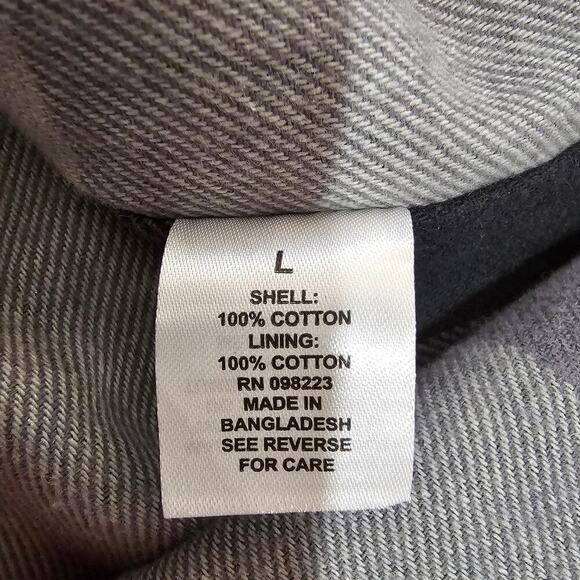 L
SHELL:
100% COTTON
LINING:
100% COTTON
RN 098223
MADE IN
BANGLADESH
SEE REVERSE
FOR CARE